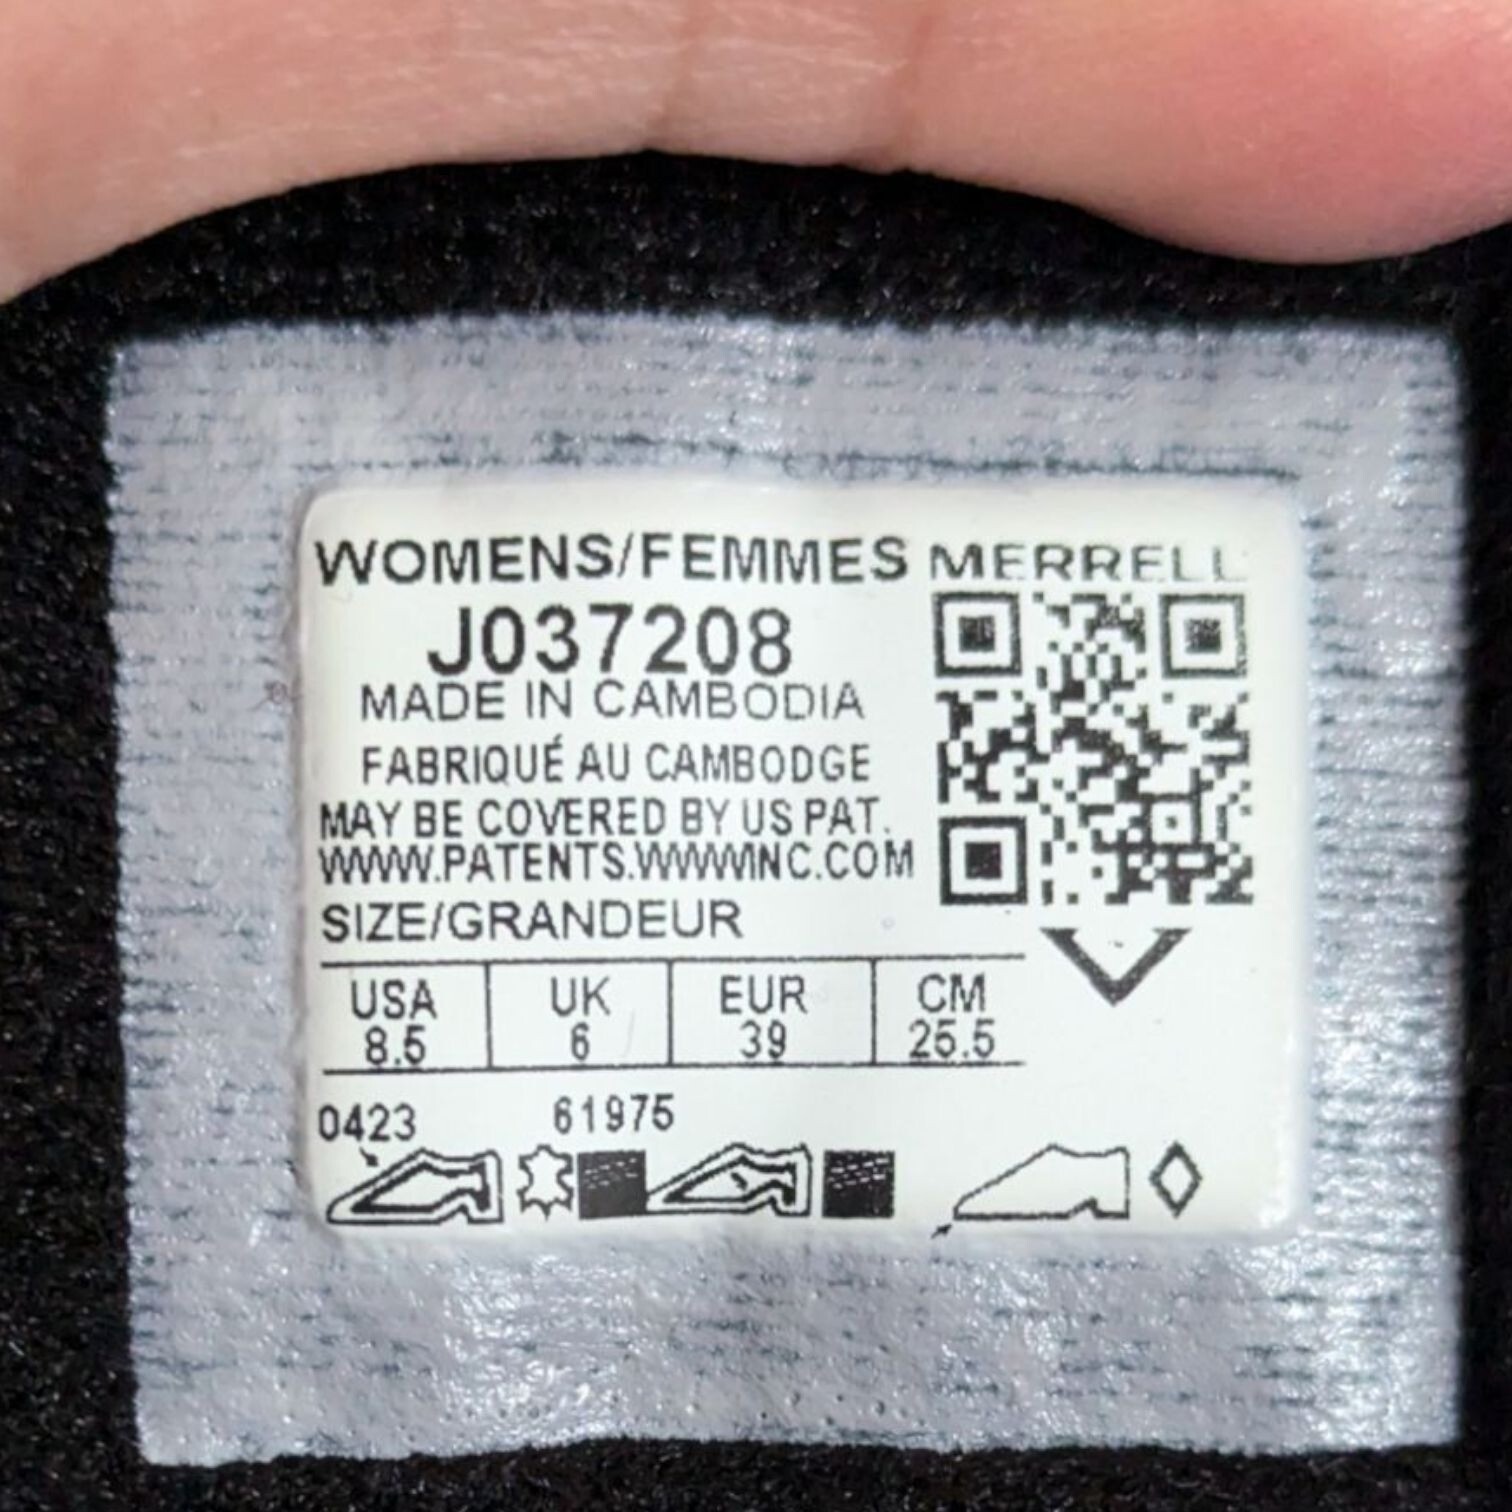 WOMENS/FEMMES MERRELL
J037208
MADE IN CAMBODIA
FABRIQUÉ AU CAMBODGE
MAY BE COVERED BY US PAT.
WWW.PATENTS.WWWINC.COM
SIZE/GRANDEUR
USA UK EUR CM
8.5 6 39 25.5
0423 61975